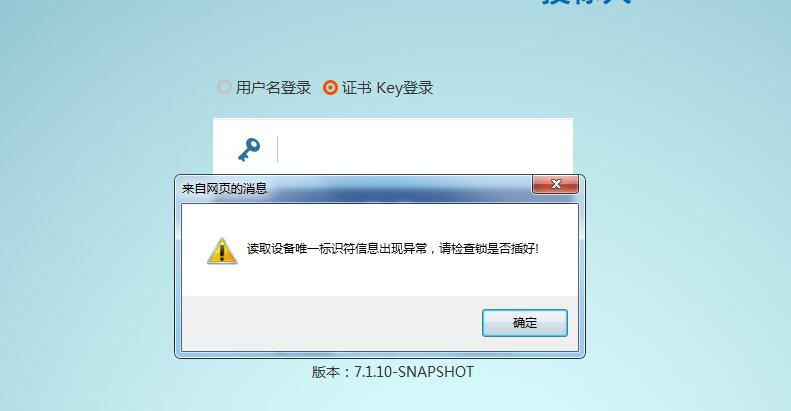 用户名登录 证书 Key登录
来自网页的消息
读取设备唯一标识符信息出现异常，请检查锁是否插好!
确定
版本：7.1.10-SNAPSHOT